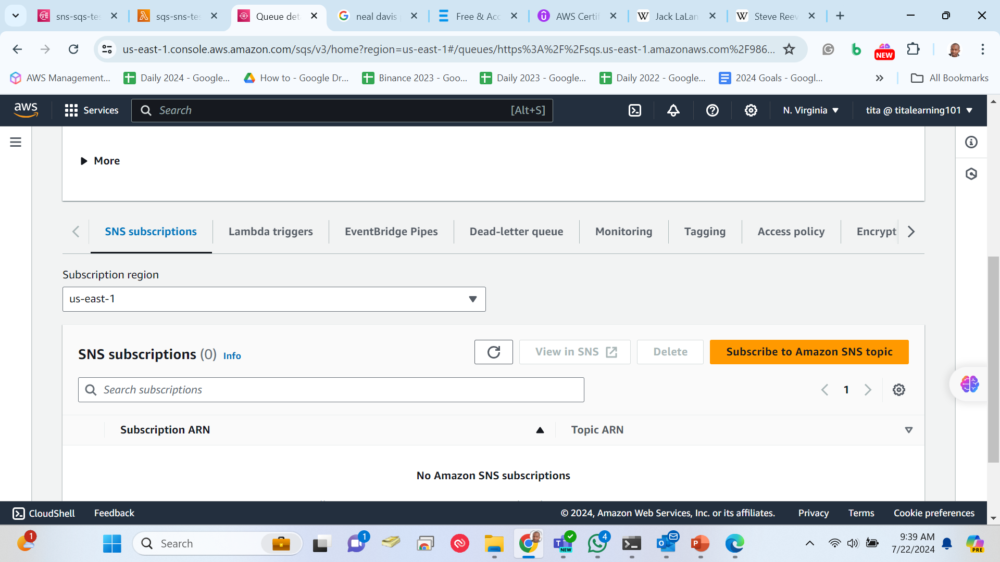 sns-sqs-tes
sqs-sns-tes
Queue det
neal davis
Free & Acc
AWS Certif
Jack LaLan
Steve Reev
us-east-1.console.aws.amazon.com/sqs/v3/home?region=us-east-1#/queues/https%3A%2F%2Fsqs.us-east-1.amazonaws.com%2F986...
NEW
AWS Management...
Daily 2024 - Google...
How to - Google Dr...
Binance 2023 - Goo...
Daily 2023 - Google...
Daily 2022 - Google...
2024 Goals - Googl...
All Bookmarks
aws
Services
Search
[Alt+S]
N. Virginia
tita @ titalearning101
More
SNS subscriptions
Lambda triggers
EventBridge Pipes
Dead-letter queue
Monitoring
Tagging
Access policy
Encrypt
Subscription region
us-east-1
SNS subscriptions (0) Info
View in SNS
Delete
Subscribe to Amazon SNS topic
Search subscriptions
1
Subscription ARN
Topic ARN
No Amazon SNS subscriptions
CloudShell
Feedback
© 2024, Amazon Web Services, Inc. or its affiliates.
Privacy
Terms
Cookie preferences
1
Search
1
NEW
4
9:39 AM
7/22/2024
PRE